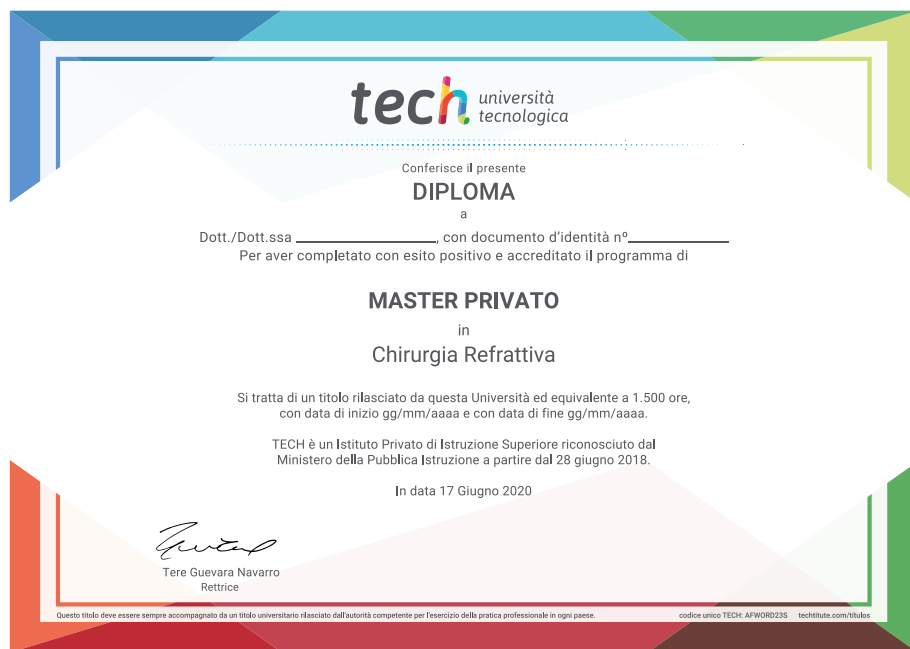 tech università
tecnologica
Conferisce il presente
DIPLOMA
a
Dott./Dott.ssa ________________, con documento d'identità nº____________
Per aver completato con esito positivo e accreditato il programma di
MASTER PRIVATO
in
Chirurgia Refrattiva
Si tratta di un titolo rilasciato da questa Università ed equivalente a 1.500 ore,
con data di inizio gg/mm/aaaa e con data di fine gg/mm/aaaa.
TECH è un Istituto Privato di Istruzione Superiore riconosciuto dal
Ministero della Pubblica Istruzione a partire dal 28 giugno 2018.
In data 17 Giugno 2020
Tere Guevara Navarro
Rettrice
Questo titolo deve essere sempre accompagnato da un titolo universitario rilasciato dall'autorità competente per l'esercizio della pratica professionale in ogni paese.
codice unico TECH: AFWORD23S techtitute.com/títulos